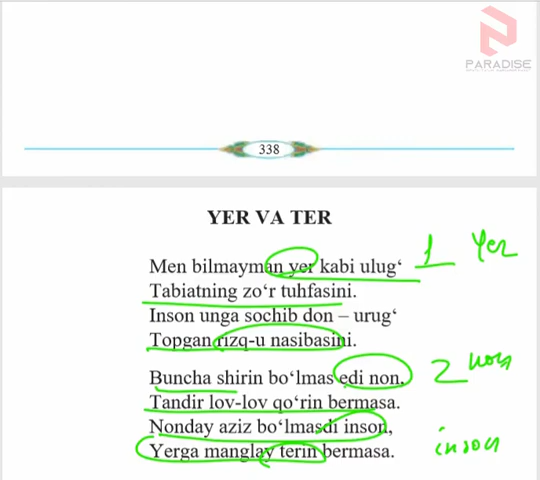 PARADISE
338
YER VA TER
Men bilmayman yer kabi ulug‘
Tabiatning zo‘r tuhfasini.
Inson unga sochib don – urug‘
Topgan rizq-u nasibasini.
1 Yer
Buncha shirin bo‘lmas edi non,
Tandir lov-lov qo‘rin bermasa.
Nonday aziz bo‘lmasdi inson,
Yerga manglay terin bermasa.
2 non
inson